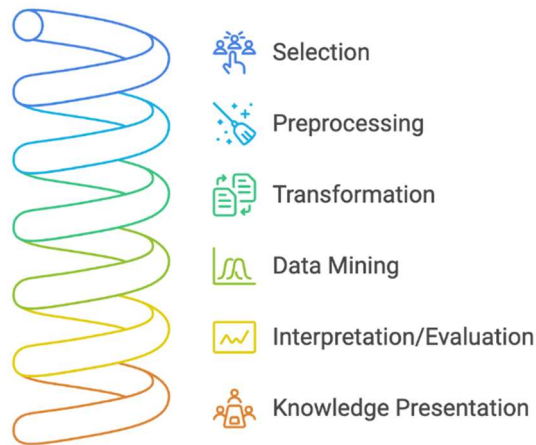 Selection
Preprocessing
Transformation
Data Mining
Interpretation/Evaluation
Knowledge Presentation